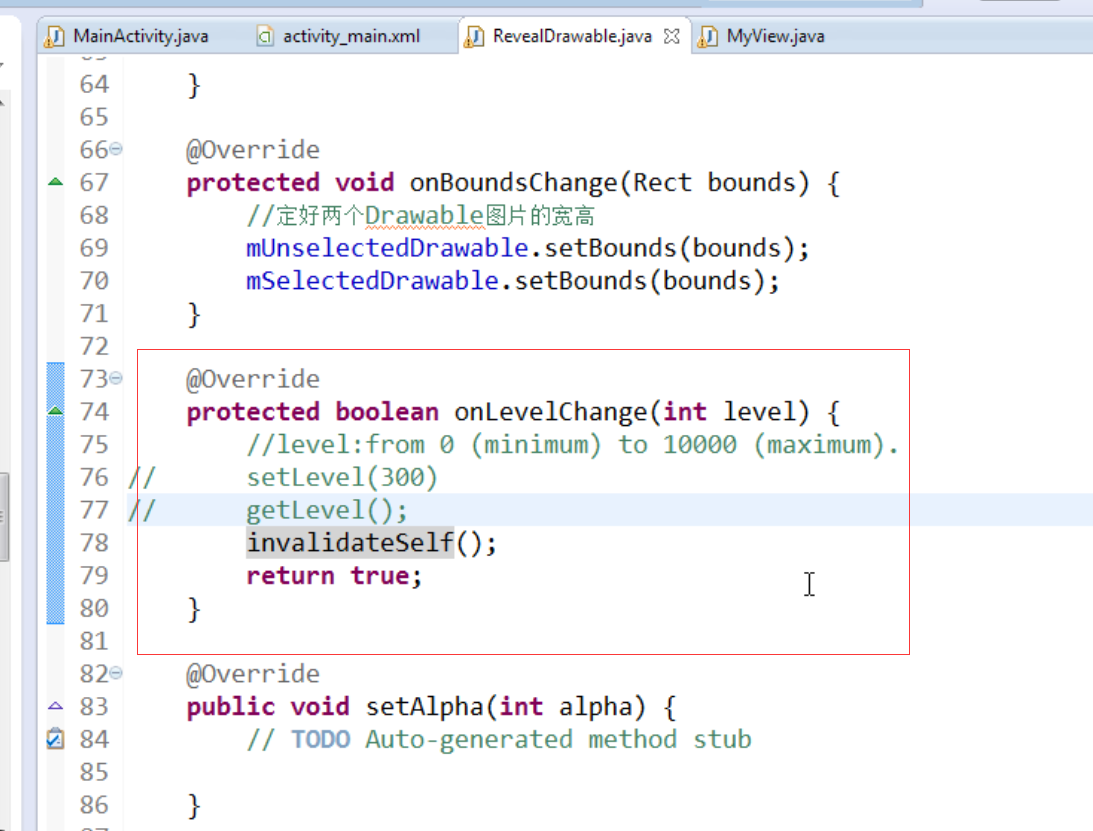 MainActivity.java activity_main.xml RevealDrawable.java MyView.java
64 }
65
66 @Override
67 protected void onBoundsChange(Rect bounds) {
68 //定好两个Drawable图片的宽高
69 mUnselectedDrawable.setBounds(bounds);
70 mSelectedDrawable.setBounds(bounds);
71 }
72
73 @Override
74 protected boolean onLevelChange(int level) {
75 //level:from 0 (minimum) to 10000 (maximum).
76 // setLevel(300)
77 // getLevel();
78 invalidateSelf();
79 return true;
80 }
81
82 @Override
83 public void setAlpha(int alpha) {
84 // TODO Auto-generated method stub
85
86 }